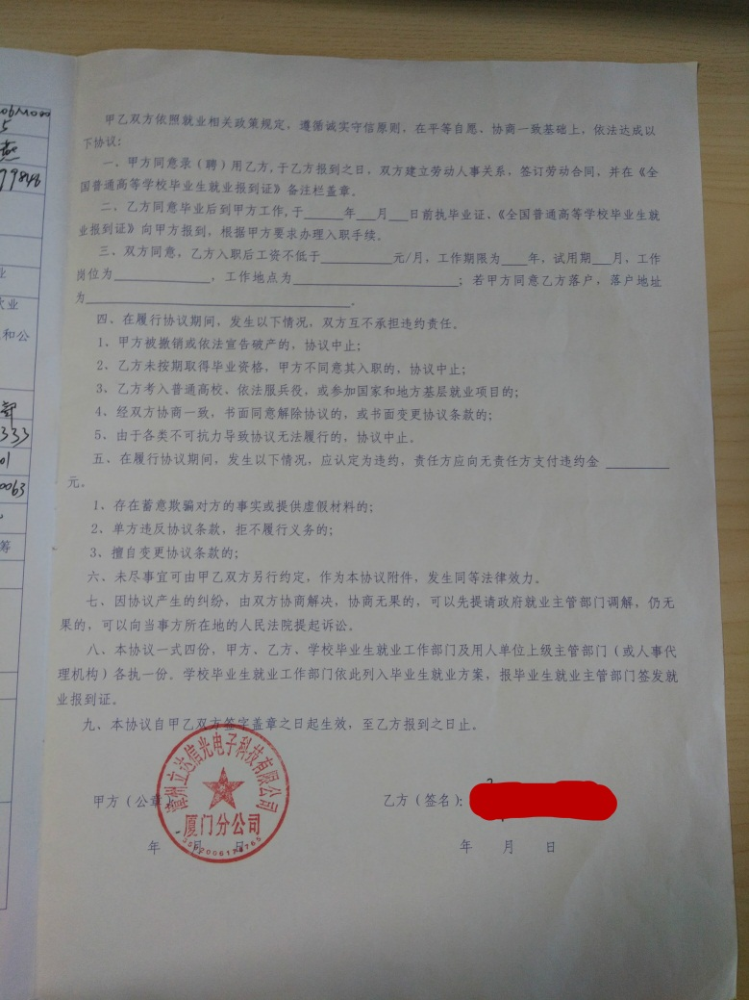 5
燕
业
和公
333
01
0063
筹
甲乙双方依照就业相关政策规定，遵循诚实守信原则，在平等自愿、协商一致基础上，依法达成以
下协议：
一、甲方同意录（聘）用乙方，于乙方报到之日，双方建立劳动人事关系，签订劳动合同，并在《全
国普通高等学校毕业生就业报到证》备注栏盖章。
二、乙方同意毕业后到甲方工作，于______年___月___日前执毕业证、《全国普通高等学校毕业生就
业报到证》向甲方报到，根据甲方要求办理入职手续。
三、双方同意，乙方入职后工资不低于___________元/月，工作期限为____年，试用期___月，工作
岗位为______________，工作地点为________________________；若甲方同意乙方落户，落户地址
为______________________________________。
四、在履行协议期间，发生以下情况，双方互不承担违约责任。
1、甲方被撤销或依法宣告破产的，协议中止；
2、乙方未按期取得毕业资格，甲方不同意其入职的，协议中止；
3、乙方考入普通高校、依法服兵役，或参加国家和地方基层就业项目的；
4、经双方协商一致，书面同意解除协议的，或书面变更协议条款的；
5、由于各类不可抗力导致协议无法履行的，协议中止。
五、在履行协议期间，发生以下情况，应认定为违约，责任方应向无责任方支付违约金 _________
元。
1、存在蓄意欺骗对方的事实或提供虚假材料的；
2、单方违反协议条款，拒不履行义务的；
3、擅自变更协议条款的；
六、未尽事宜可由甲乙双方另行约定，作为本协议附件，发生同等法律效力。
七、因协议产生的纠纷，由双方协商解决，协商无果的，可以先提请政府就业主管部门调解，仍无
果的，可以向当事方所在地的人民法院提起诉讼。
八、本协议一式四份，甲方、乙方、学校毕业生就业工作部门及用人单位上级主管部门（或人事代
理机构）各执一份。学校毕业生就业工作部门依此列入毕业生就业方案，报毕业生就业主管部门签发就
业报到证。
九、本协议自甲乙双方签字盖章之日起生效，至乙方报到之日止。
甲方（公章）
乙方（签名）：
漳州立达信光电子科技有限公司
厦门分公司
年 月 日
年 月 日